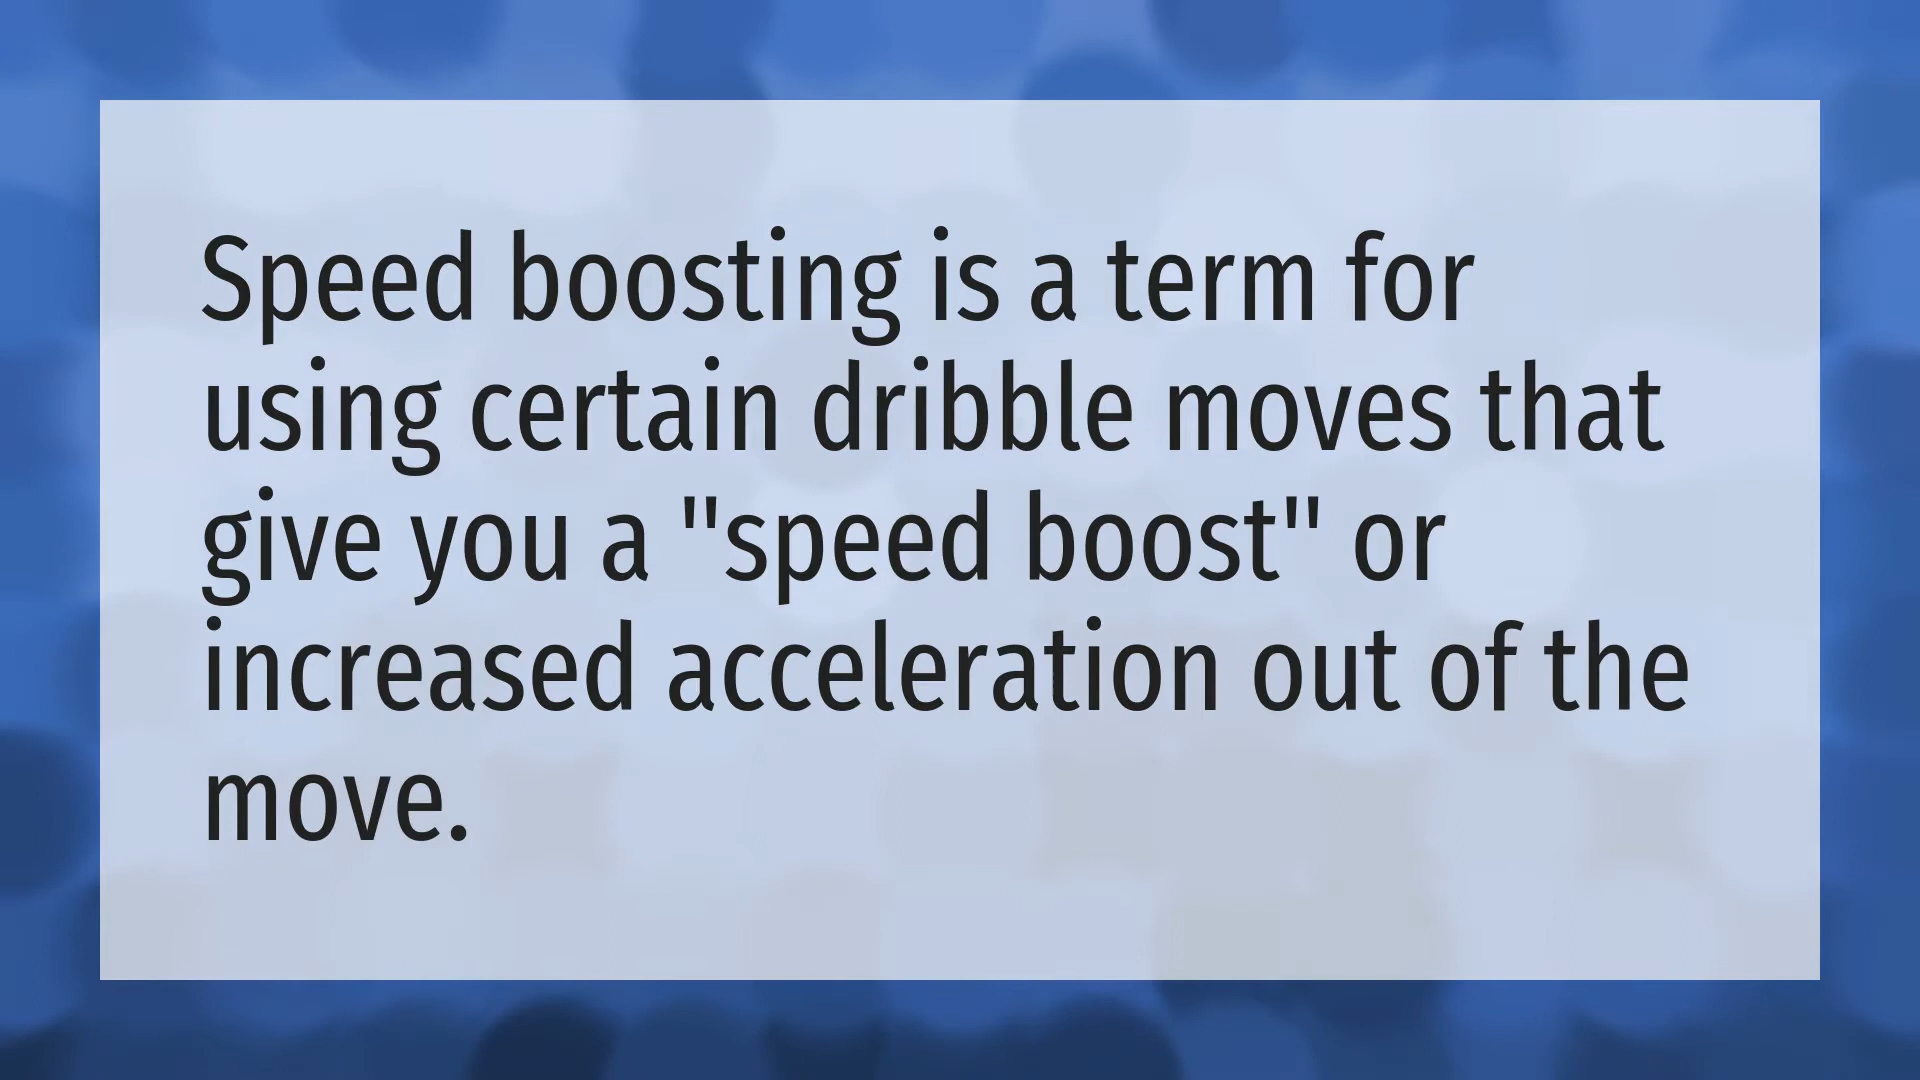 Speed boosting is a term for
using certain dribble moves that
give you a "speed boost" or
increased acceleration out of the
move.